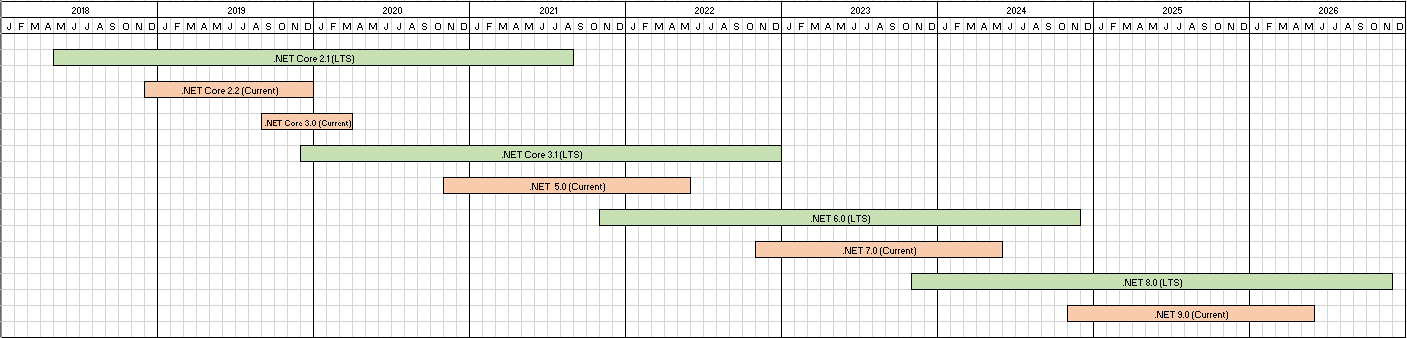 2018 2019 2020 2021 2022 2023 2024 2025 2026
J F M A M J J A S O N D J F M A M J J A S O N D J F M A M J J A S O N D J F M A M J J A S O N D J F M A M J J A S O N D J F M A M J J A S O N D J F M A M J J A S O N D J F M A M J J A S O N D J F M A M J J A S O N D
.NET Core 2.1 (LTS)
.NET Core 2.2 (Current)
.NET Core 3.0 (Current)
.NET Core 3.1 (LTS)
.NET 5.0 (Current)
.NET 6.0 (LTS)
.NET 7.0 (Current)
.NET 8.0 (LTS)
.NET 9.0 (Current)